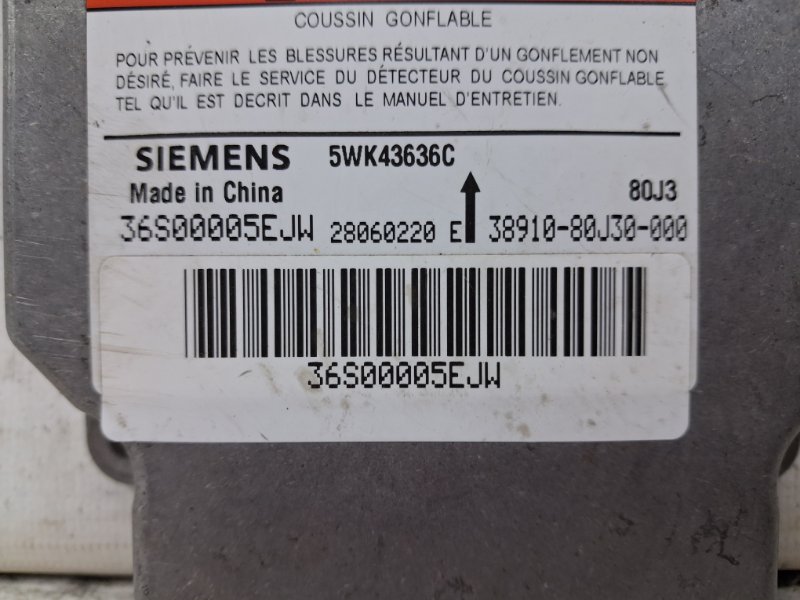 COUSSIN GONFLABLE
POUR PRÉVENIR LES BLESSURES RÉSULTANT D'UN GONFLEMENT NON
DÉSIRÉ, FAIRE LE SERVICE DU DÉTECTEUR DU COUSSIN GONFLABLE
TEL QU'IL EST DECRIT DANS LE MANUEL D'ENTRETIEN.
SIEMENS 5WK43636C
Made in China 80J3
36S00005EJW 28060220 E 38910-80J30-000
36S00005EJW